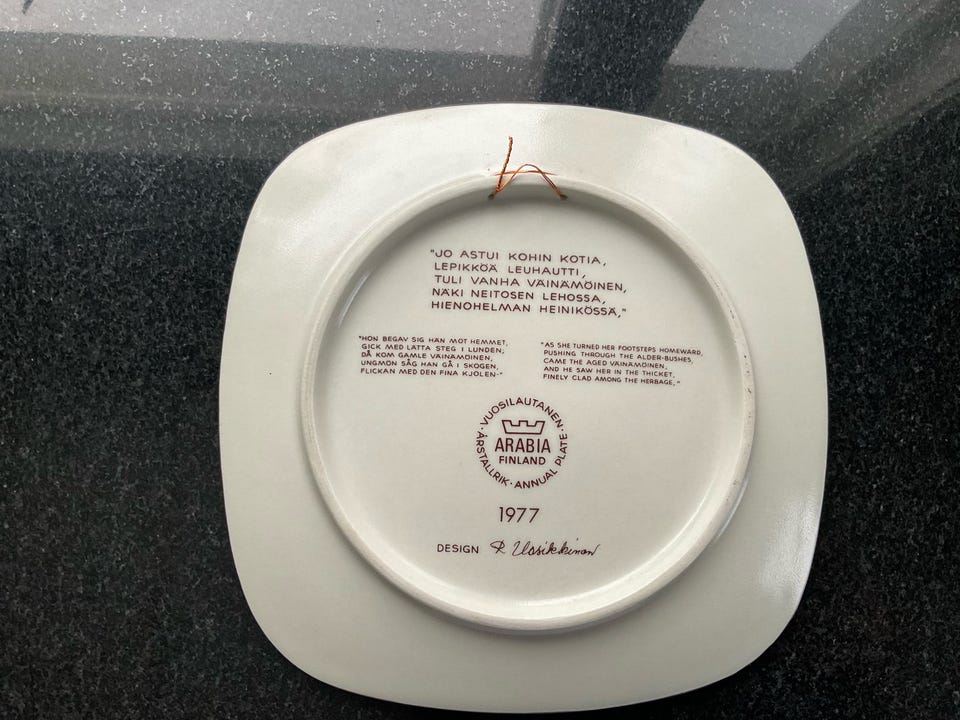 "JO ASTUI KOHIN KOTIA,
LEPIKKÖÄ LEUHAUTTI,
TULI VANHA VÄINÄMÖINEN,
NÄKI NEITOSEN LEHOSSA,
HIENOHELMAN HEINIKÖSSÄ,"
"HON BEGAV SIG HÄN MOT HEMMET,
GICK MED LÄTTA STEG I LUNDEN,
DÅ KOM GAMLE VÄINÄMÖINEN,
UNGMÖN SÅG HAN GÅ I SKOGEN,
FLICKAN MED DEN FINA KJOLEN-"
"AS SHE TURNED HER FOOTSTEPS HOMEWARD,
PUSHING THROUGH THE ALDER-BUSHES,
CAME THE AGED VÄINÄMÖINEN,
AND HE SAW HER IN THE THICKET,
FINELY CLAD AMONG THE HERBAGE,"
· VUOSILAUTANEN · ANNUAL PLATE · ÅRSTALLRIK
ARABIA
FINLAND
1977
DESIGN R Uosikkinen